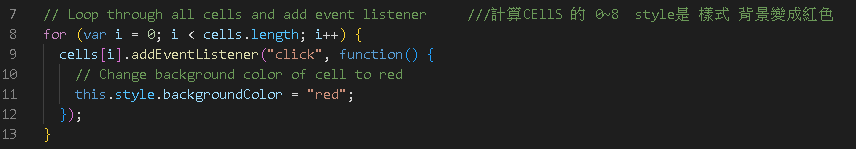 7 // Loop through all cells and add event listener ///計算CEllS 的 0~8 style是 樣式 背景變成紅色
8 for (var i = 0; i < cells.length; i++) {
9 cells[i].addEventListener("click", function() {
10 // Change background color of cell to red
11 this.style.backgroundColor = "red";
12 });
13 }